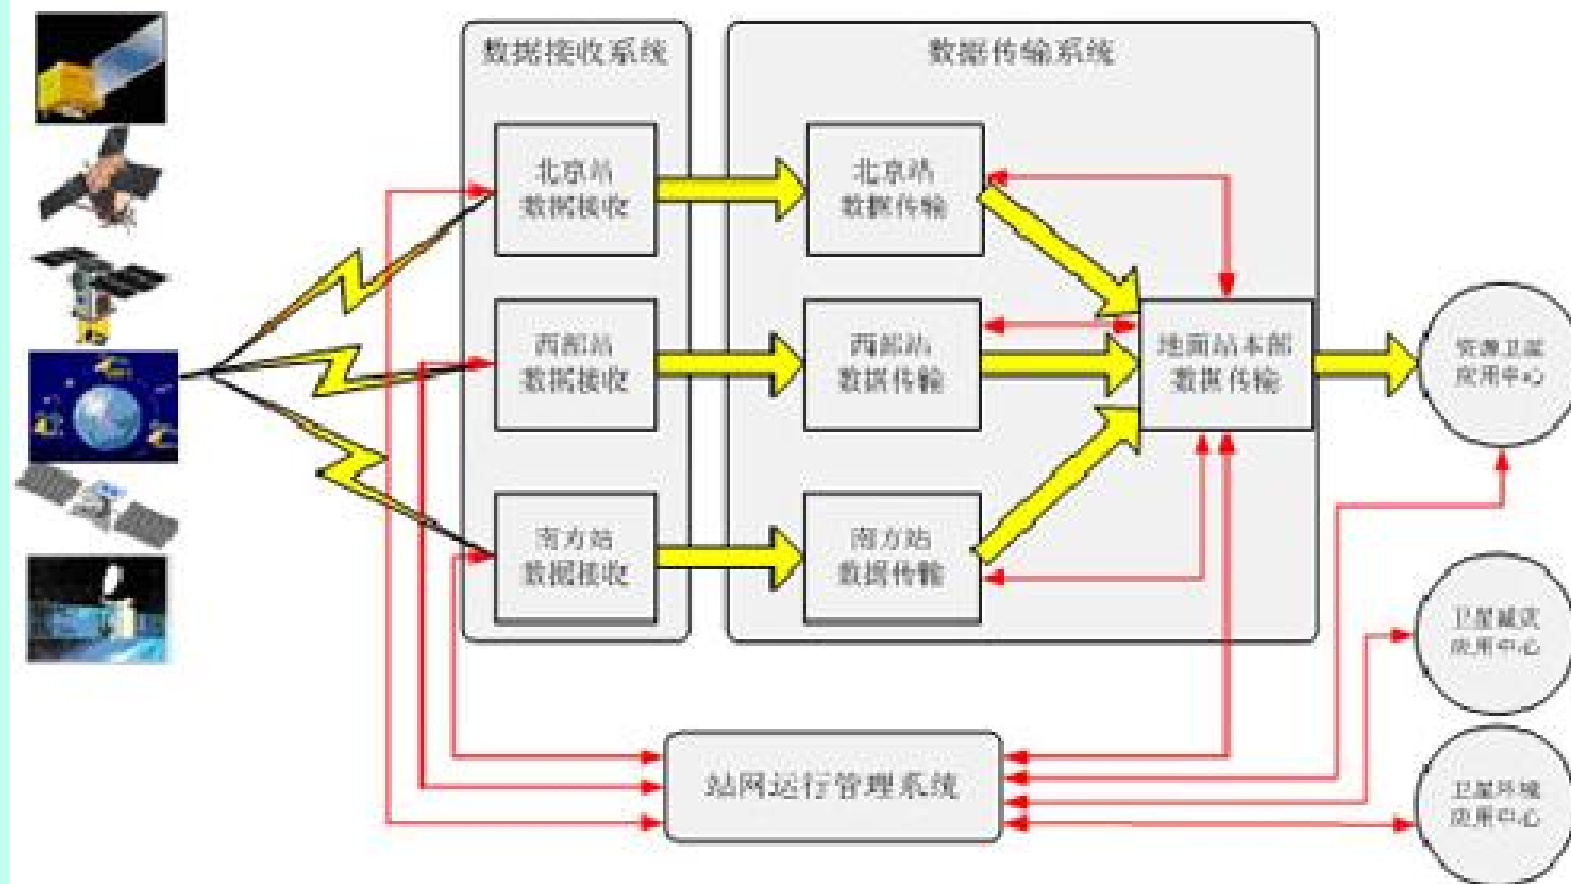 数据接收系统
数据传输系统
北京站
数据接收
北京站
数据传输
西部站
数据接收
西部站
数据传输
地面站本部
数据传输
资源卫星
应用中心
南方站
数据接收
南方站
数据传输
卫星减灾
应用中心
站网运行管理系统
卫星环境
应用中心